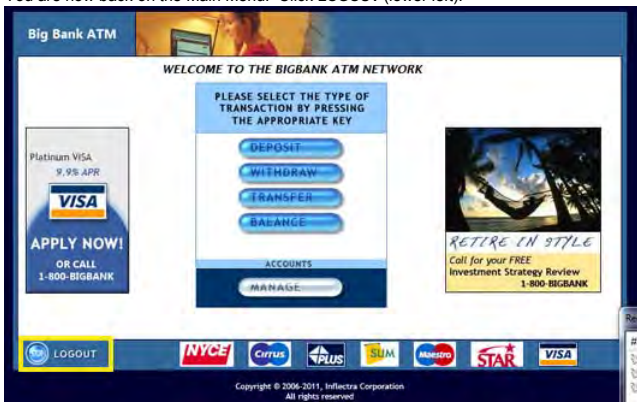 You are now back on the Main Menu. Click LOGOUT (lower left).
Big Bank ATM
WELCOME TO THE BIGBANK ATM NETWORK
PLEASE SELECT THE TYPE OF
TRANSACTION BY PRESSING
THE APPROPRIATE KEY
DEPOSIT
WITHDRAW
TRANSFER
BALANCE
ACCOUNTS
MANAGE
Platinum VISA
9.9% APR
VISA
APPLY NOW!
OR CALL
1-800-BIGBANK
RETIRE IN STYLE
Call for your FREE
Investment Strategy Review
1-800-BIGBANK
Re
#
LOGOUT
NYCE
Cirrus
PLUS
SUM
Maestro
STAR
VISA
Copyright © 2006-2011, Inflectra Corporation
All rights reserved